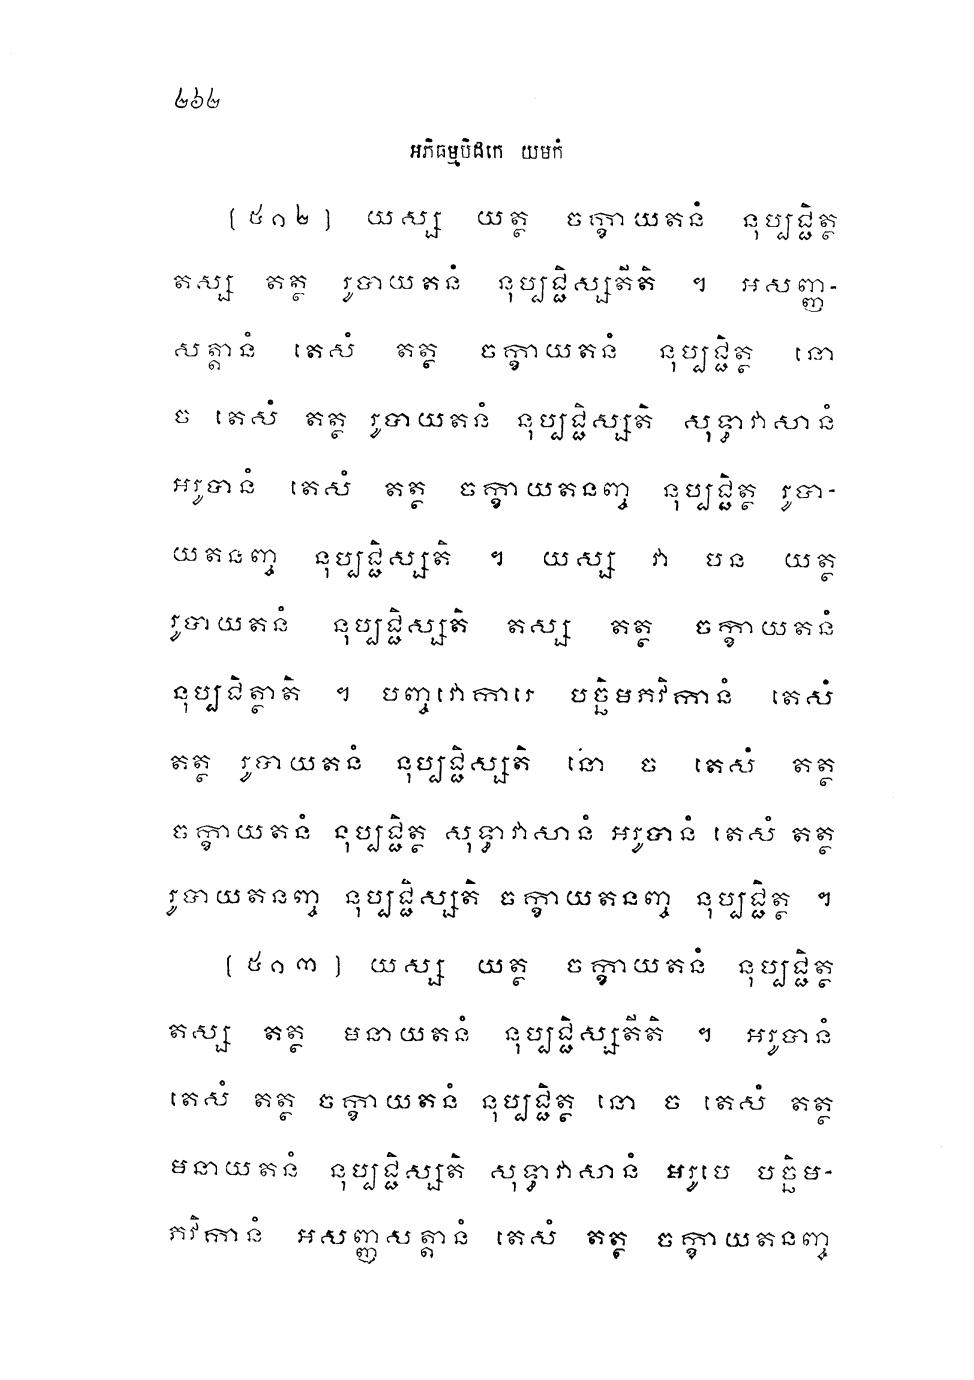 ២៦២
អភិធម្មបិដកេ យមកំ
(៥១២) យស្ស យត្ថ ចក្ខាយតនំ នុប្បជ្ជិត្ថ
តស្ស តត្ថ រូបាយតនំ នុប្បជ្ជិស្សតីតិ ។ អសញ្ញ-
សត្តានំ តេសំ តត្ថ ចក្ខាយតនំ នុប្បជ្ជិត្ថ នោ
ច តេសំ តត្ថ រូបាយតនំ នុប្បជ្ជិស្សតិ សុទ្ធាវាសានំ
អរូបានំ តេសំ តត្ថ ចក្ខាយតនញ្ច នុប្បជ្ជិត្ថ រូបា-
យតនញ្ច នុប្បជ្ជិស្សតិ ។ យស្ស វា បន យត្ថ
រូបាយតនំ នុប្បជ្ជិស្សតិ តស្ស តត្ថ ចក្ខាយតនំ
នុប្បជិត្ថាតិ ។ បញ្ចវោការេ បច្ឆិមភវិកានំ តេសំ
តត្ថ រូបាយតនំ នុប្បជ្ជិស្សតិ នោ ច តេសំ តត្ថ
ចក្ខាយតនំ នុប្បជ្ជិត្ថ សុទ្ធាវាសានំ អរូបានំ តេសំ តត្ថ
រូបាយតនញ្ច នុប្បជ្ជិស្សតិ ចក្ខាយតនញ្ច នុប្បជ្ជិត្ថ ។
(៥១៣) យស្ស យត្ថ ចក្ខាយតនំ នុប្បជ្ជិត្ថ
តស្ស តត្ថ មនាយតនំ នុប្បជ្ជិស្សតីតិ ។ អរូបានំ
តេសំ តត្ថ ចក្ខាយតនំ នុប្បជ្ជិត្ថ នោ ច តេសំ តត្ថ
មនាយតនំ នុប្បជ្ជិស្សតិ សុទ្ធាវាសានំ អរូបេ បច្ឆិម-
ភវិកានំ អសញ្ញសត្តានំ តេសំ តត្ថ ចក្ខាយតនញ្ច